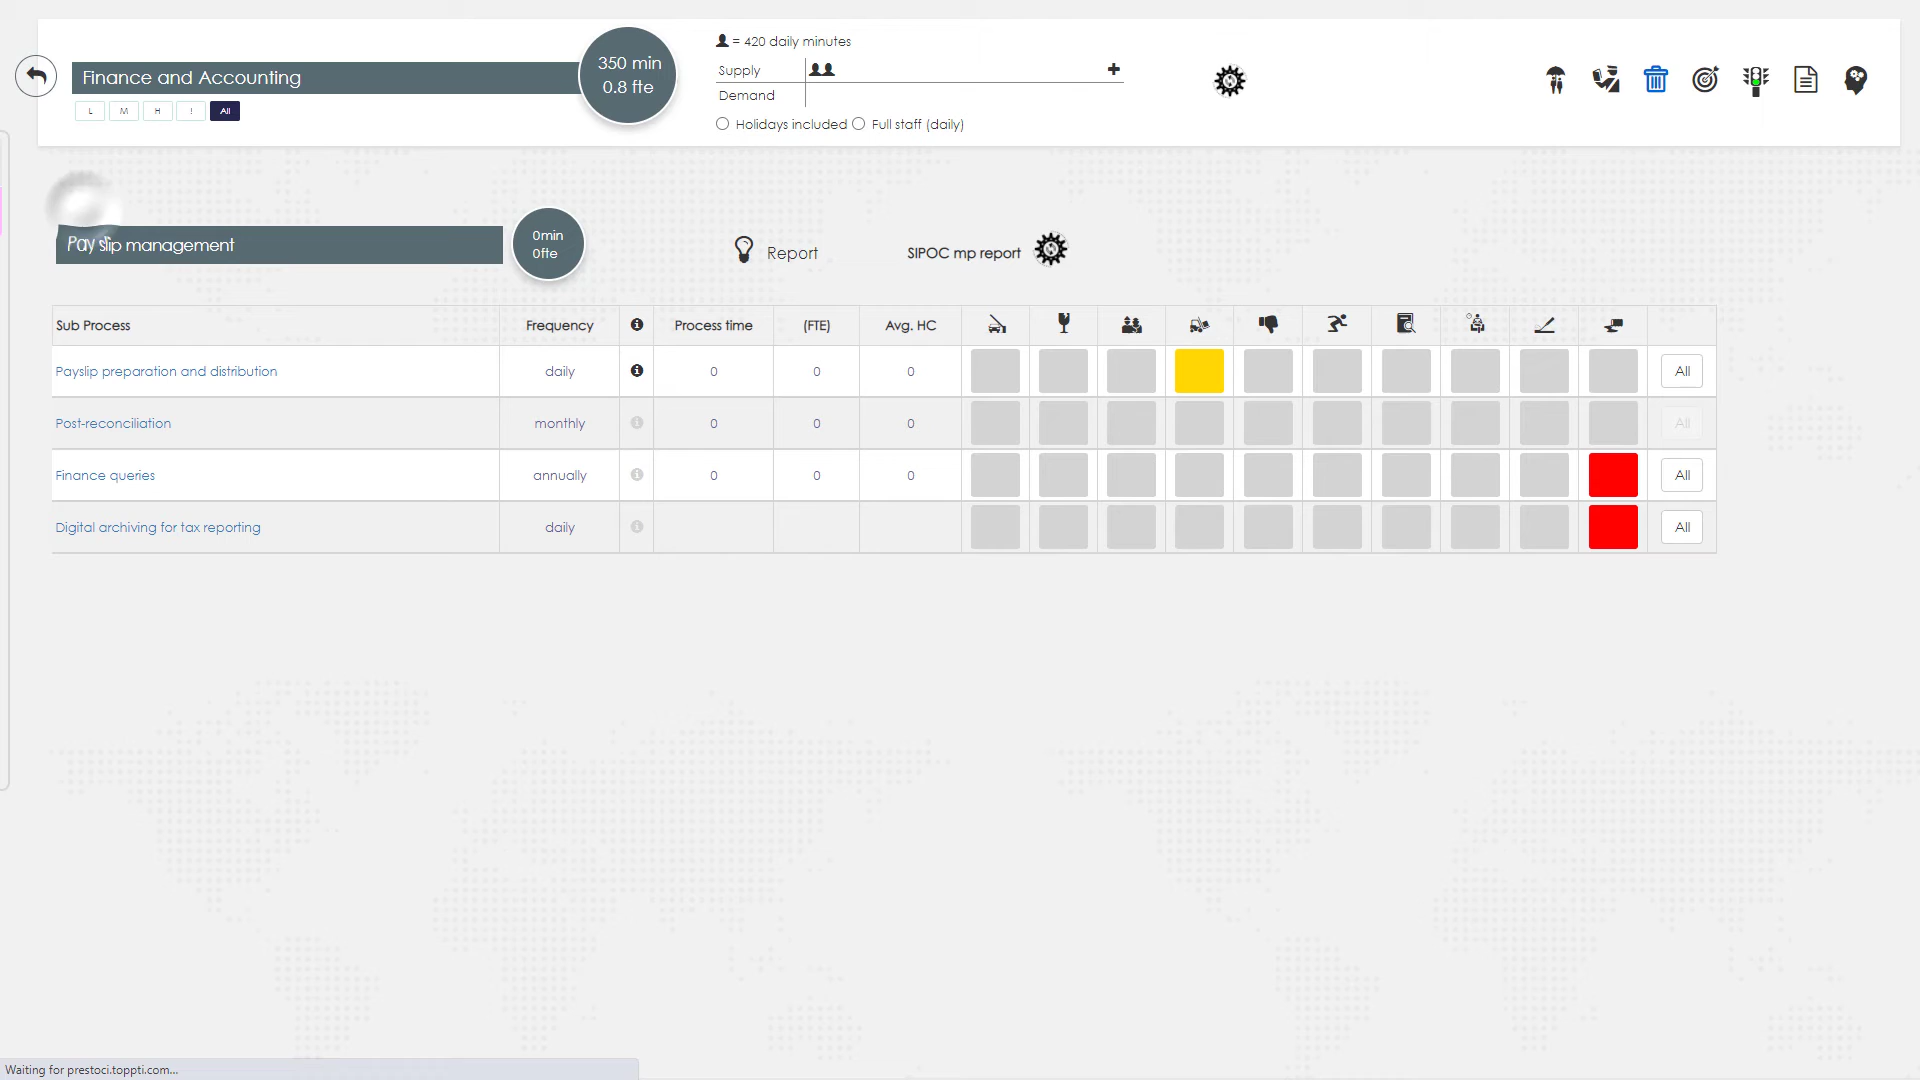 Finance and Accounting
350 min
0.8 fte
= 420 daily minutes
Supply
Demand
Holidays included
Full staff (daily)
L M H ! All
Pay slip management
0min
0fte
Report
SIPOC mp report
Sub Process Frequency Process time (FTE) Avg. HC
Payslip preparation and distribution daily 0 0 0 All
Post-reconciliation monthly 0 0 0 All
Finance queries annually 0 0 0 All
Digital archiving for tax reporting daily All
Waiting for prestoci.toppti.com...